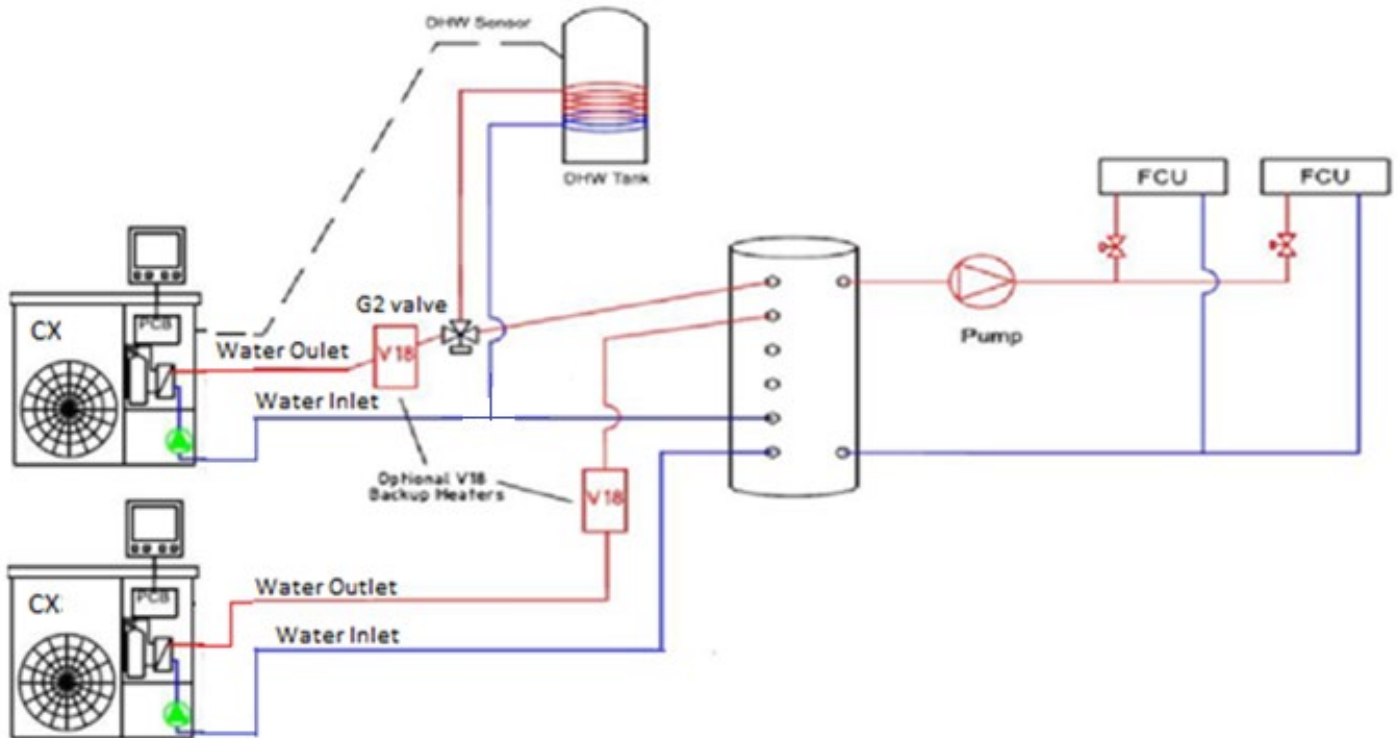 DHW Sensor
DHW Tank
FCU
FCU
G2 valve
CX
PCB
Water Oulet
V18
Pump
Water Inlet
Optional V18
Backup Heaters
V18
CX
PCB
Water Outlet
Water Inlet